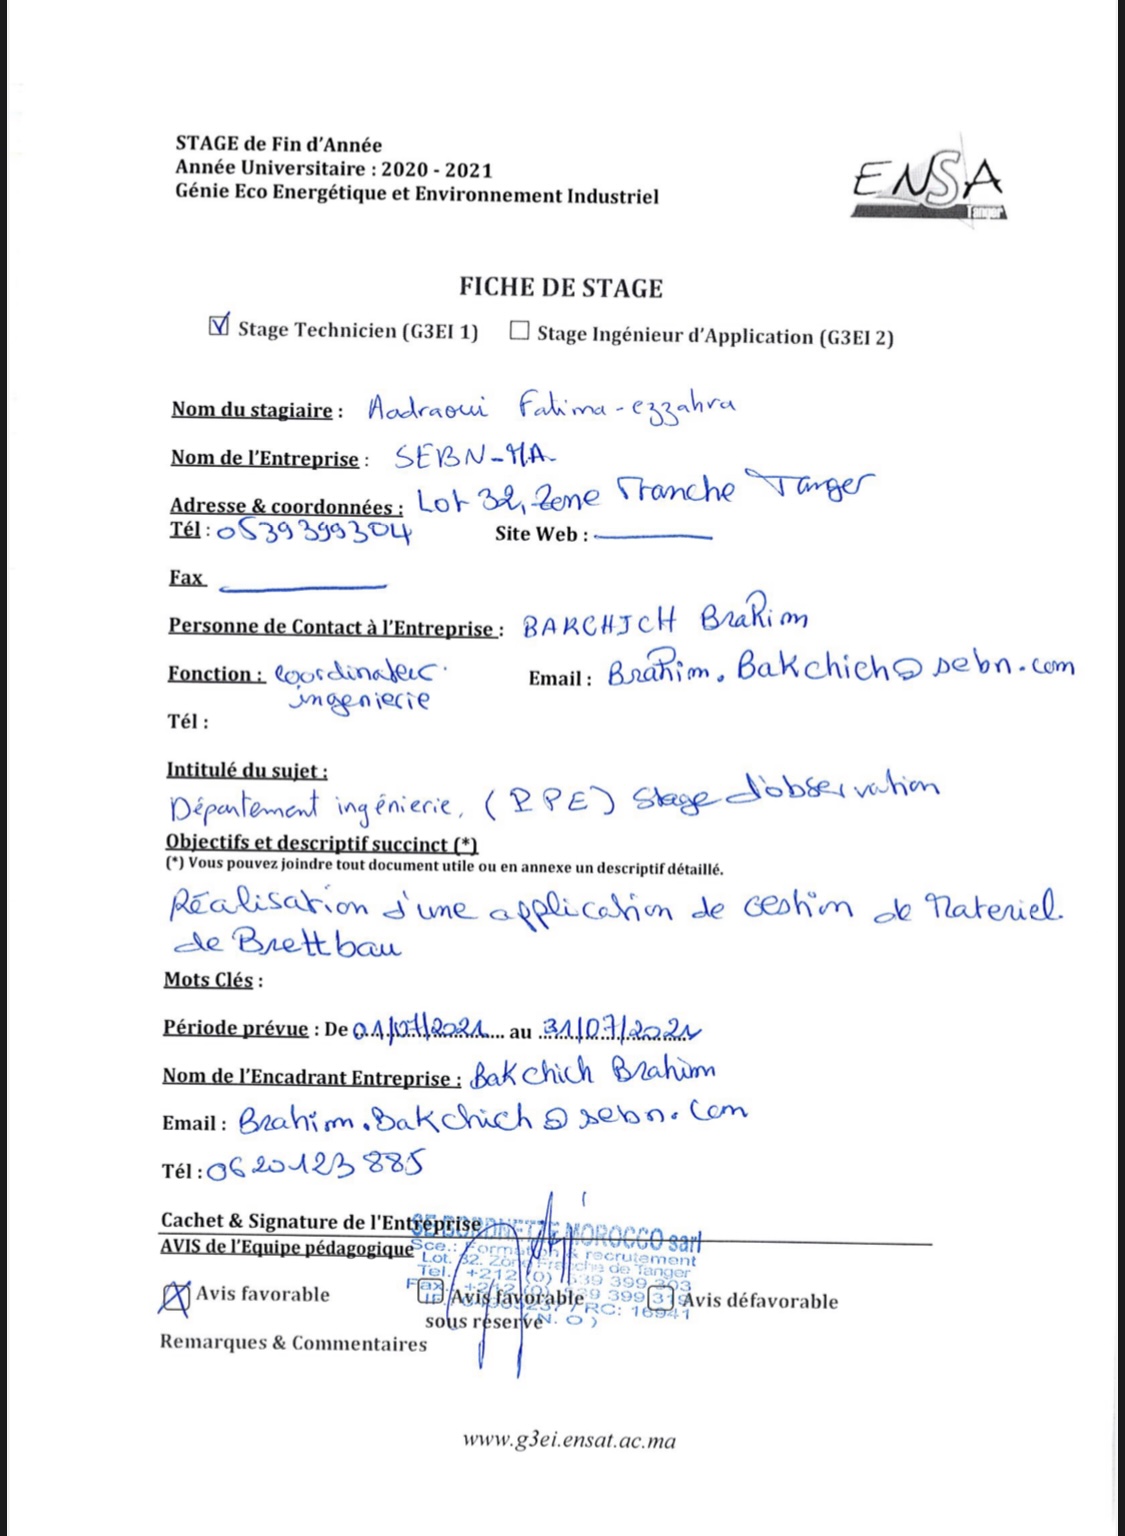 STAGE de Fin d'Année
Année Universitaire : 2020 - 2021
Génie Eco Energétique et Environnement Industriel
ENSA
Tanger
FICHE DE STAGE
Stage Technicien (G3EI 1) Stage Ingénieur d'Application (G3EI 2)
Nom du stagiaire : Aadraoui Fatima-ezzahra
Nom de l'Entreprise : SEBN-MA
Adresse & coordonnées : Lot 32, Zone Franche Tanger
Tél : 0539399304 Site Web :
Fax
Personne de Contact à l'Entreprise : BAKCHICH BRaHim
Fonction : coordinateur Email : Brahim.Bakchich@sebn.com
ingenierie
Tél :
Intitulé du sujet :
Département ingénierie, (PPE) Stage d'observation
Objectifs et descriptif succinct (*)
(*) Vous pouvez joindre tout document utile ou en annexe un descriptif détaillé.
Réalisation d'une application de Gestion de Materiel.
de Brettbau
Mots Clés :
Période prévue : De 01/07/2021 au 31/07/2021
Nom de l'Encadrant Entreprise : Bakchich Brahim
Email : Brahim.Bakchich@sebn.com
Tél : 0620123885
Cachet & Signature de l'Entreprise
SE BORDNETZE MOROCCO sarl
AVIS de l'Equipe pédagogique
Sce.: Formation & recrutement
Lot. 32. Zone Franche de Tanger
Tel. +212 (0) 539 399 303
Fax: +212 (0) 539 399 319
RC: 16941
(N. O)
Avis favorable Avis favorable Avis défavorable
sous réserve
Remarques & Commentaires
www.g3ei.ensat.ac.ma